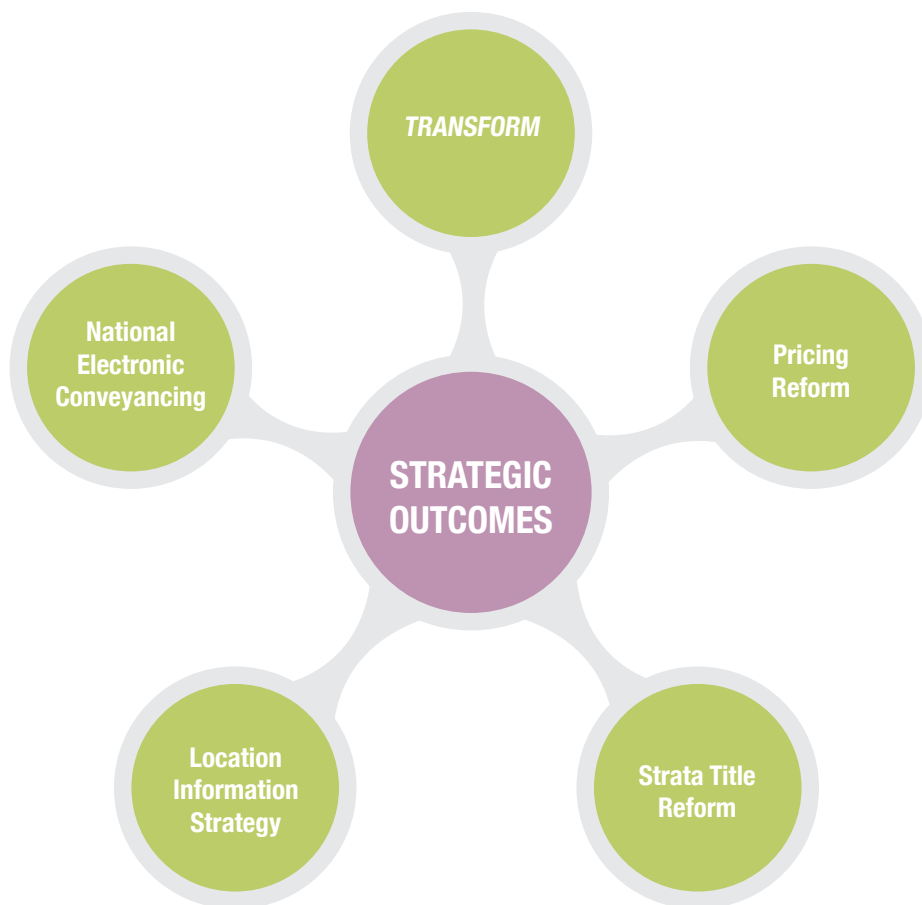 TRANSFORM
National
Electronic
Conveyancing
Pricing
Reform
STRATEGIC
OUTCOMES
Location
Information
Strategy
Strata Title
Reform